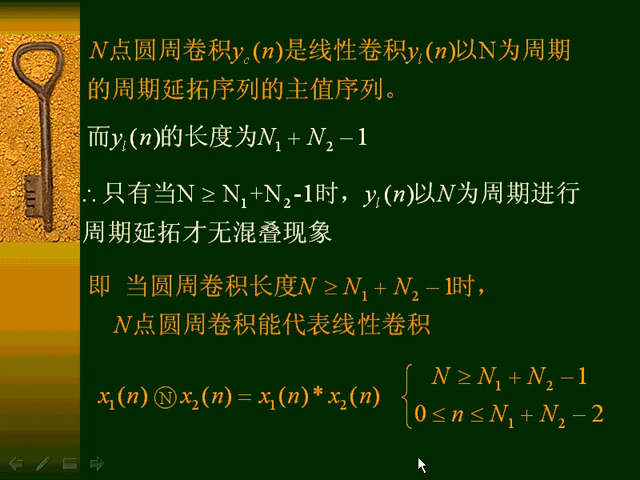 N点圆周卷积y_c(n)是线性卷积y_l(n)以N为周期
的周期延拓序列的主值序列。
而y_l(n)的长度为N₁ + N₂ − 1
∴只有当N ≥ N₁+N₂-1时，y_l(n)以N为周期进行
周期延拓才无混叠现象
即 当圆周卷积长度N ≥ N₁ + N₂ − 1时，
N点圆周卷积能代表线性卷积
x₁(n) Ⓝ x₂(n) = x₁(n) * x₂(n) { N ≥ N₁ + N₂ − 1
0 ≤ n ≤ N₁ + N₂ − 2